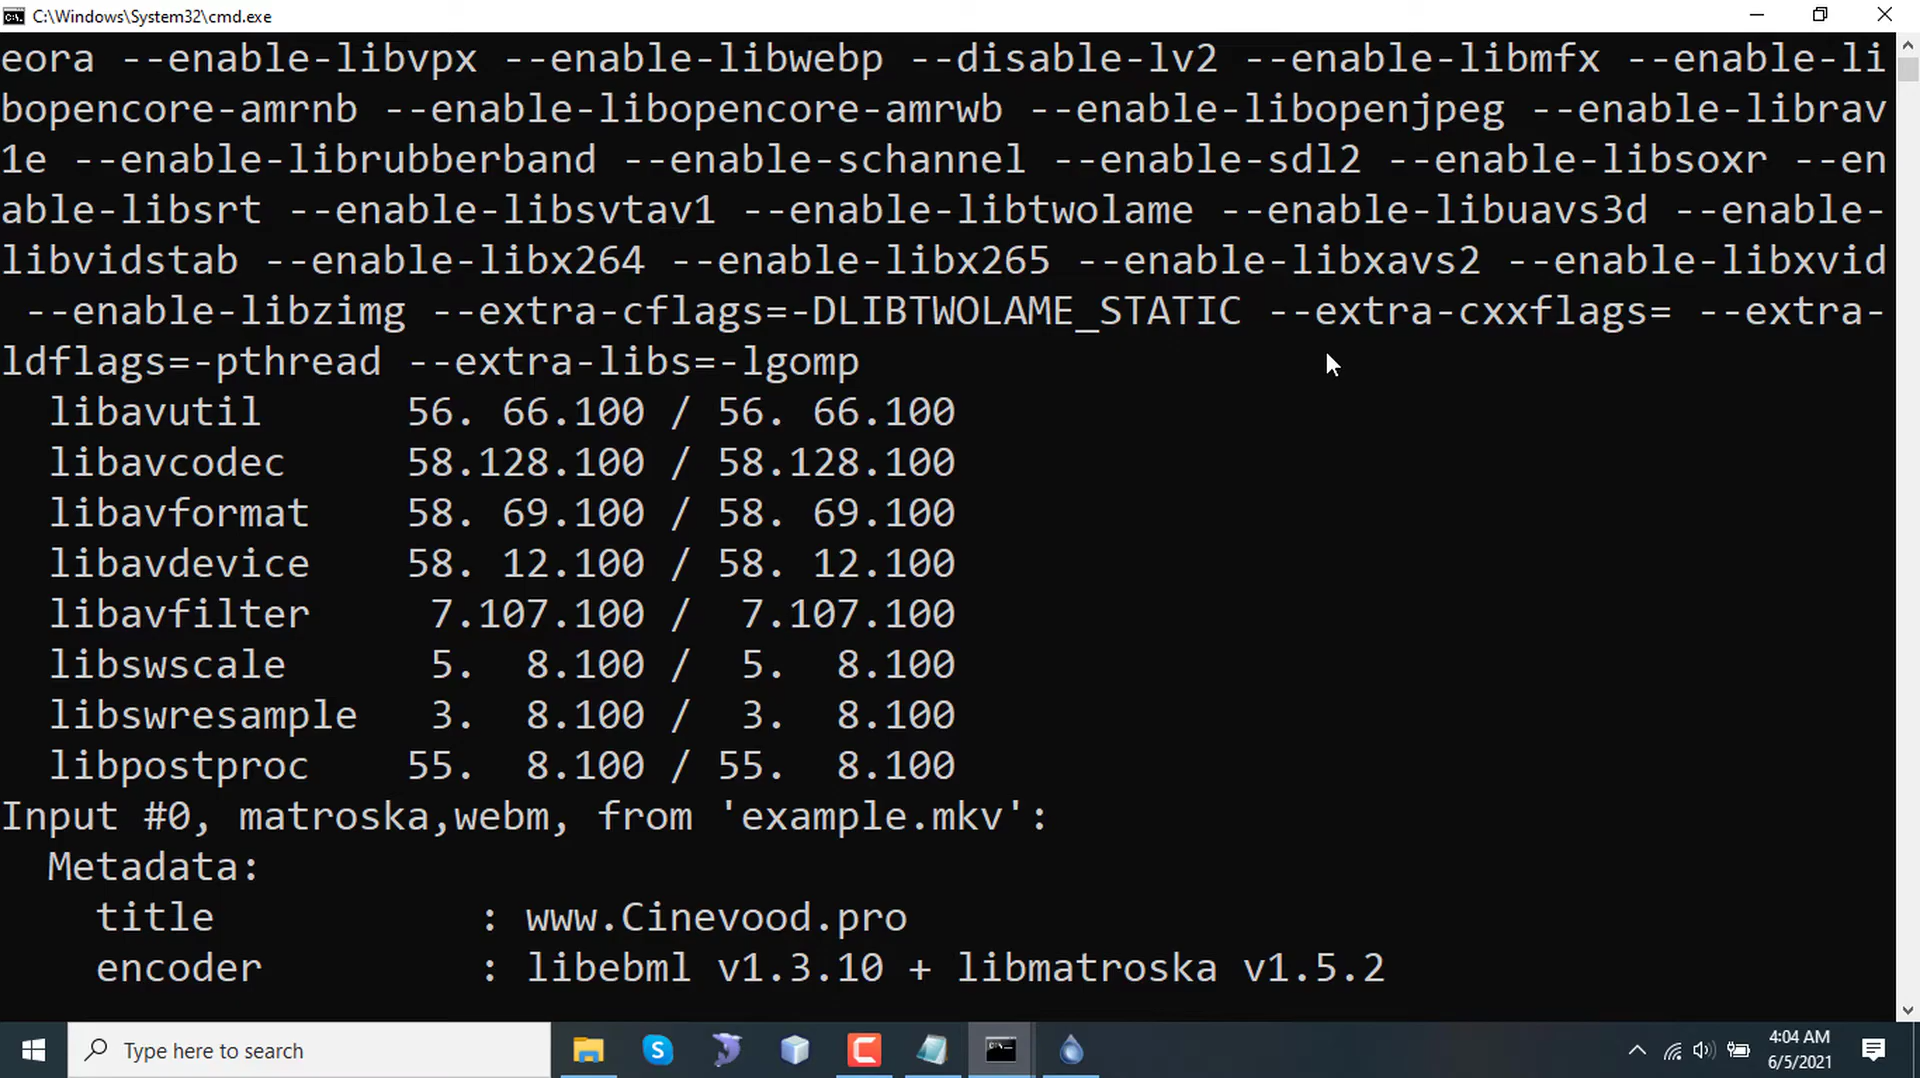 C:\Windows\System32\cmd.exe
eora --enable-libvpx --enable-libwebp --disable-lv2 --enable-libmfx --enable-li
bopencore-amrnb --enable-libopencore-amrwb --enable-libopenjpeg --enable-librav
1e --enable-librubberband --enable-schannel --enable-sdl2 --enable-libsoxr --en
able-libsrt --enable-libsvtav1 --enable-libtwolame --enable-libuavs3d --enable-
libvidstab --enable-libx264 --enable-libx265 --enable-libxavs2 --enable-libxvid
 --enable-libzimg --extra-cflags=-DLIBTWOLAME_STATIC --extra-cxxflags= --extra-
ldflags=-pthread --extra-libs=-lgomp
  libavutil      56. 66.100 / 56. 66.100
  libavcodec     58.128.100 / 58.128.100
  libavformat    58. 69.100 / 58. 69.100
  libavdevice    58. 12.100 / 58. 12.100
  libavfilter     7.107.100 /  7.107.100
  libswscale      5.  8.100 /  5.  8.100
  libswresample   3.  8.100 /  3.  8.100
  libpostproc    55.  8.100 / 55.  8.100
Input #0, matroska,webm, from 'example.mkv':
  Metadata:
    title           : www.Cinevood.pro
    encoder         : libebml v1.3.10 + libmatroska v1.5.2
Type here to search
4:04 AM
6/5/2021